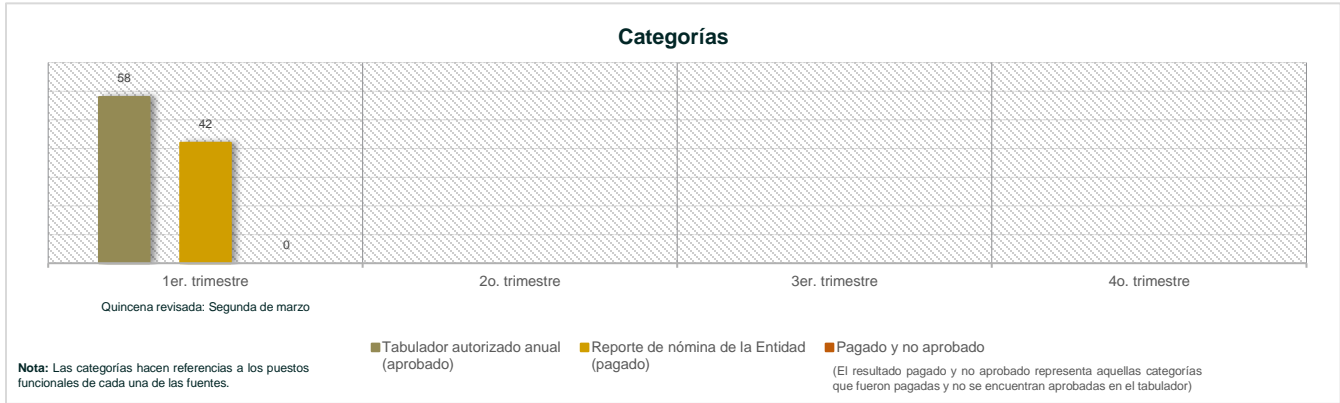 Categorías
58
42
0
1er. trimestre
2o. trimestre
3er. trimestre
4o. trimestre
Quincena revisada: Segunda de marzo
Tabulador autorizado anual
(aprobado)
Reporte de nómina de la Entidad
(pagado)
Pagado y no aprobado
(El resultado pagado y no aprobado representa aquellas categorías
que fueron pagadas y no se encuentran aprobadas en el tabulador)
Nota: Las categorías hacen referencias a los puestos
funcionales de cada una de las fuentes.